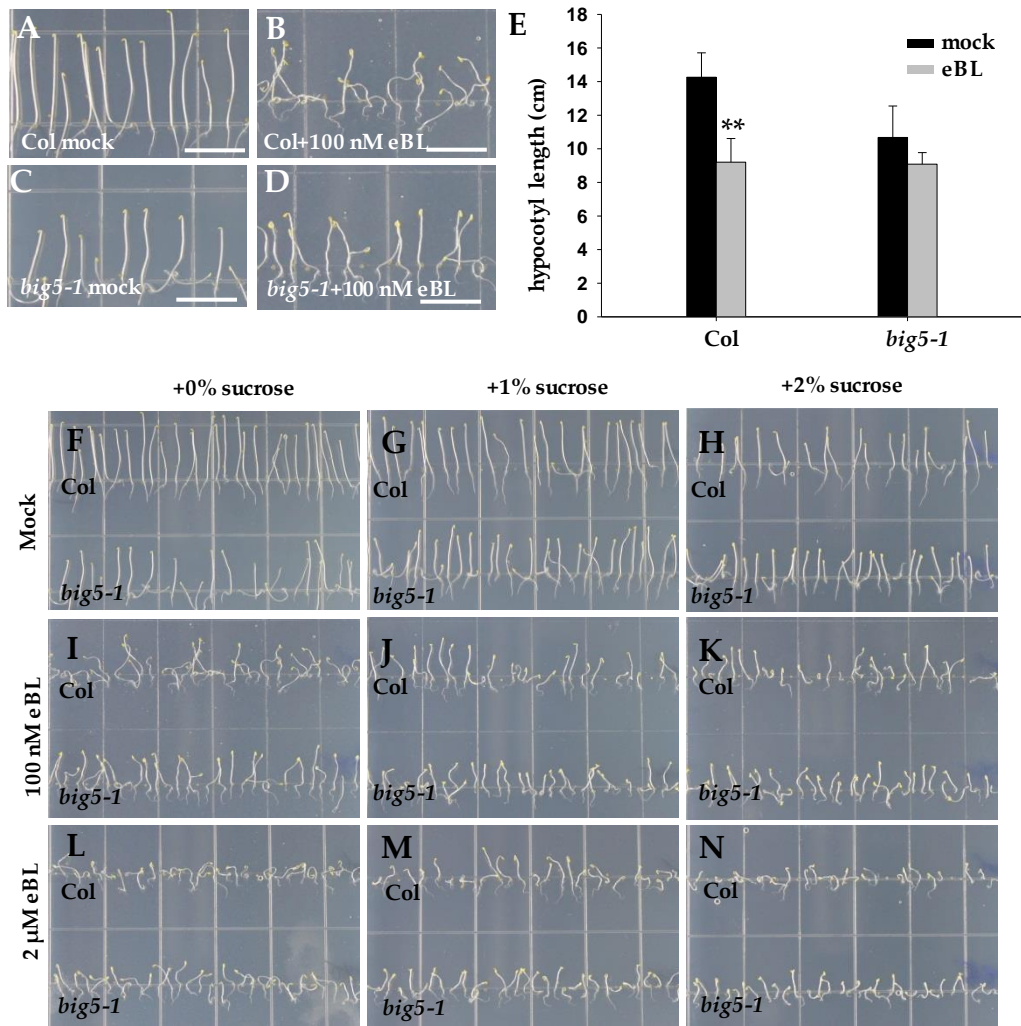 A
Col mock
B
Col+100 nM eBL
C
big5-1 mock
D
big5-1+100 nM eBL
E
hypocotyl length (cm)
18
16
14
12
10
8
6
4
2
0
**
mock
eBL
Col
big5-1
+0% sucrose
+1% sucrose
+2% sucrose
Mock
F
Col
big5-1
G
Col
big5-1
H
Col
big5-1
100 nM eBL
I
Col
big5-1
J
Col
big5-1
K
Col
big5-1
2 µM eBL
L
Col
big5-1
M
Col
big5-1
N
Col
big5-1